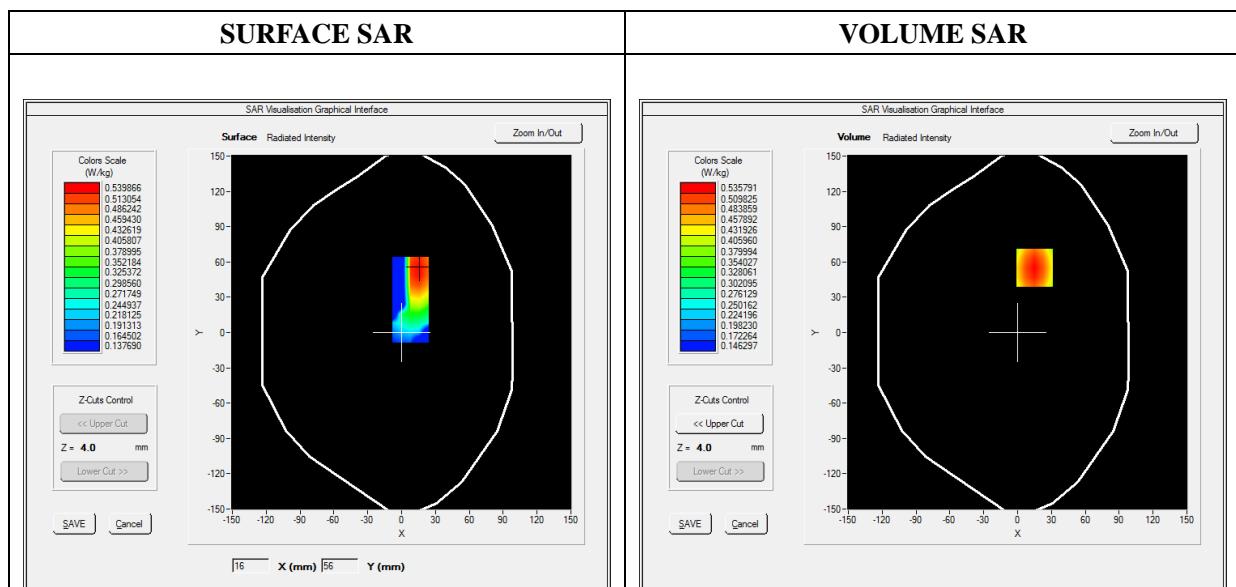 SURFACE SAR
VOLUME SAR
SAR Visualisation Graphical Interface
Surface Radiated Intensity
Zoom In/Out
Colors Scale
(W/kg)
0.539866
0.513054
0.486242
0.459430
0.432619
0.405807
0.378995
0.352184
0.325372
0.298560
0.271749
0.244937
0.218125
0.191313
0.164502
0.137690
Z-Cuts Control
<< Upper Cut
Z = 4.0 mm
Lower Cut >>
SAVE Cancel
150
120
90
60
30
0
-30
-60
-90
-120
-150
Y
-150 -120 -90 -60 -30 0 30 60 90 120 150
X
16 X (mm) 56 Y (mm)
SAR Visualisation Graphical Interface
Volume Radiated Intensity
Zoom In/Out
Colors Scale
(W/kg)
0.535791
0.509825
0.483859
0.457892
0.431926
0.405960
0.379994
0.354027
0.328061
0.302095
0.276129
0.250162
0.224196
0.198230
0.172264
0.146297
Z-Cuts Control
<< Upper Cut
Z = 4.0 mm
Lower Cut >>
SAVE Cancel
150
120
90
60
30
0
-30
-60
-90
-120
-150
Y
-150 -120 -90 -60 -30 0 30 60 90 120 150
X